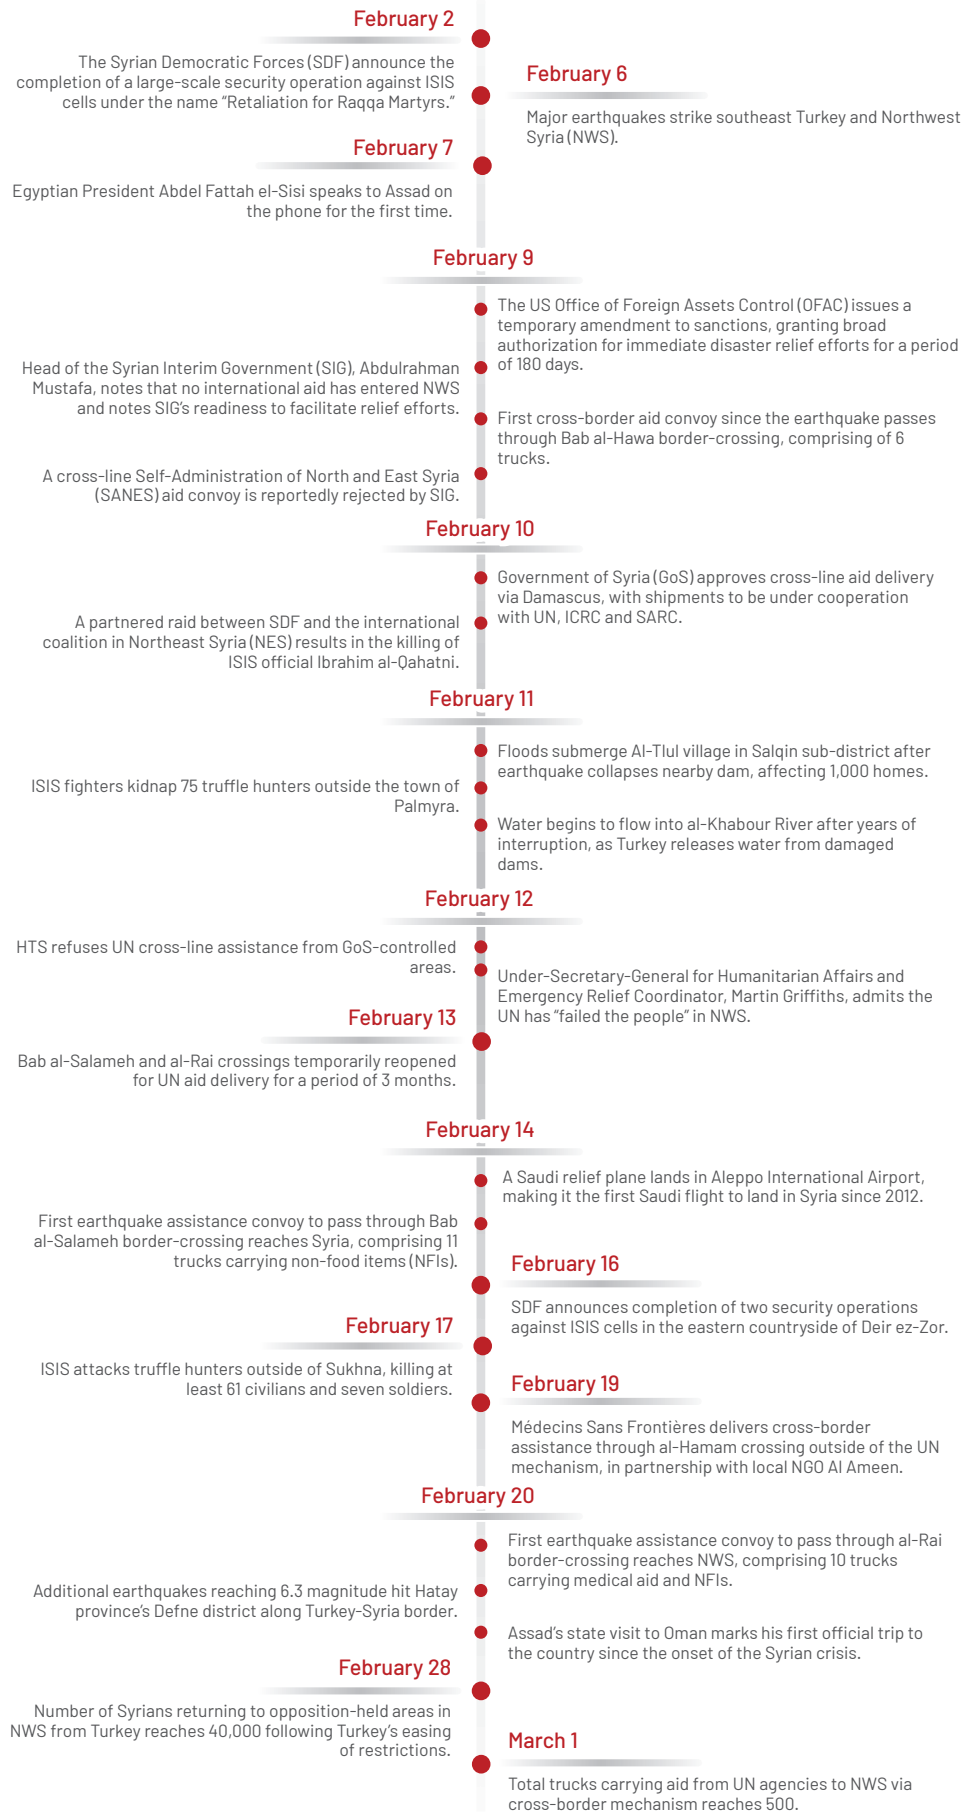 February 2
The Syrian Democratic Forces (SDF) announce the
completion of a large-scale security operation against ISIS
cells under the name “Retaliation for Raqqa Martyrs.”
February 6
Major earthquakes strike southeast Turkey and Northwest
Syria (NWS).
February 7
Egyptian President Abdel Fattah el-Sisi speaks to Assad on
the phone for the first time.
February 9
The US Office of Foreign Assets Control (OFAC) issues a
temporary amendment to sanctions, granting broad
authorization for immediate disaster relief efforts for a period
of 180 days.
Head of the Syrian Interim Government (SIG), Abdulrahman
Mustafa, notes that no international aid has entered NWS
and notes SIG’s readiness to facilitate relief efforts.
First cross-border aid convoy since the earthquake passes
through Bab al-Hawa border-crossing, comprising of 6
trucks.
A cross-line Self-Administration of North and East Syria
(SANES) aid convoy is reportedly rejected by SIG.
February 10
Government of Syria (GoS) approves cross-line aid delivery
via Damascus, with shipments to be under cooperation
with UN, ICRC and SARC.
A partnered raid between SDF and the international
coalition in Northeast Syria (NES) results in the killing of
ISIS official Ibrahim al-Qahatni.
February 11
Floods submerge Al-Tlul village in Salqin sub-district after
earthquake collapses nearby dam, affecting 1,000 homes.
ISIS fighters kidnap 75 truffle hunters outside the town of
Palmyra.
Water begins to flow into al-Khabour River after years of
interruption, as Turkey releases water from damaged
dams.
February 12
HTS refuses UN cross-line assistance from GoS-controlled
areas.
Under-Secretary-General for Humanitarian Affairs and
Emergency Relief Coordinator, Martin Griffiths, admits the
UN has “failed the people” in NWS.
February 13
Bab al-Salameh and al-Rai crossings temporarily reopened
for UN aid delivery for a period of 3 months.
February 14
A Saudi relief plane lands in Aleppo International Airport,
making it the first Saudi flight to land in Syria since 2012.
First earthquake assistance convoy to pass through Bab
al-Salameh border-crossing reaches Syria, comprising 11
trucks carrying non-food items (NFIs).
February 16
SDF announces completion of two security operations
against ISIS cells in the eastern countryside of Deir ez-Zor.
February 17
ISIS attacks truffle hunters outside of Sukhna, killing at
least 61 civilians and seven soldiers.
February 19
Médecins Sans Frontières delivers cross-border
assistance through al-Hamam crossing outside of the UN
mechanism, in partnership with local NGO Al Ameen.
February 20
First earthquake assistance convoy to pass through al-Rai
border-crossing reaches NWS, comprising 10 trucks
carrying medical aid and NFIs.
Additional earthquakes reaching 6.3 magnitude hit Hatay
province’s Defne district along Turkey-Syria border.
Assad’s state visit to Oman marks his first official trip to
the country since the onset of the Syrian crisis.
February 28
Number of Syrians returning to opposition-held areas in
NWS from Turkey reaches 40,000 following Turkey’s easing
of restrictions.
March 1
Total trucks carrying aid from UN agencies to NWS via
cross-border mechanism reaches 500.